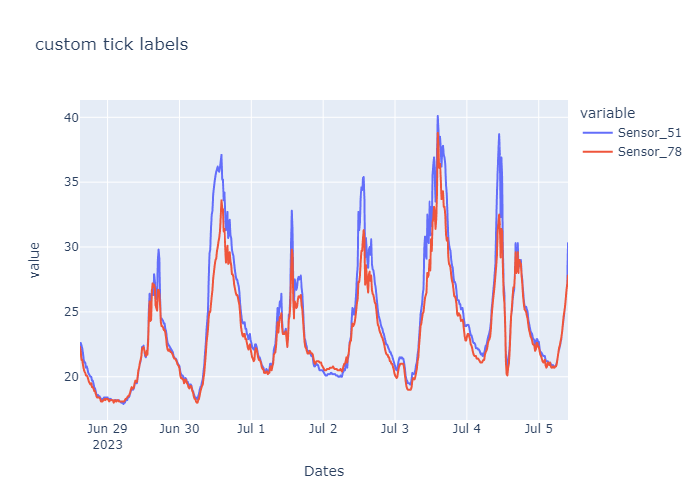 custom tick labels
variable
Sensor_51
Sensor_78
value
40
35
30
25
20
Jun 29
2023
Jun 30
Jul 1
Jul 2
Jul 3
Jul 4
Jul 5
Dates